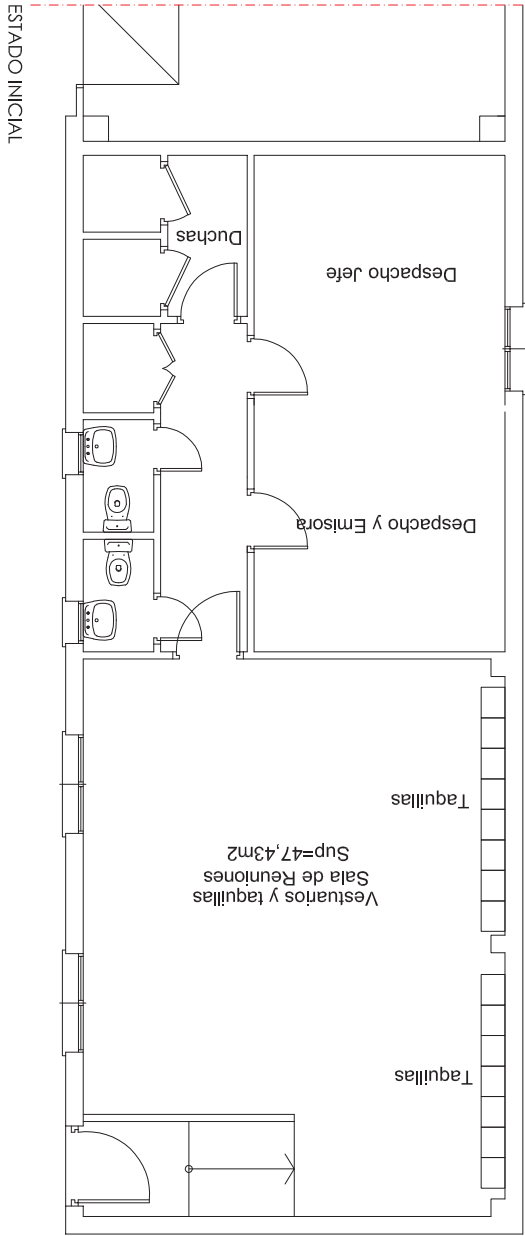 ESTADO INICIAL
Duchas
Despacho Jefe
Despacho y Emisora
Taquillas
Vestuarios y taquillas
Sala de Reuniones
Sup=47,43m2
Taquillas